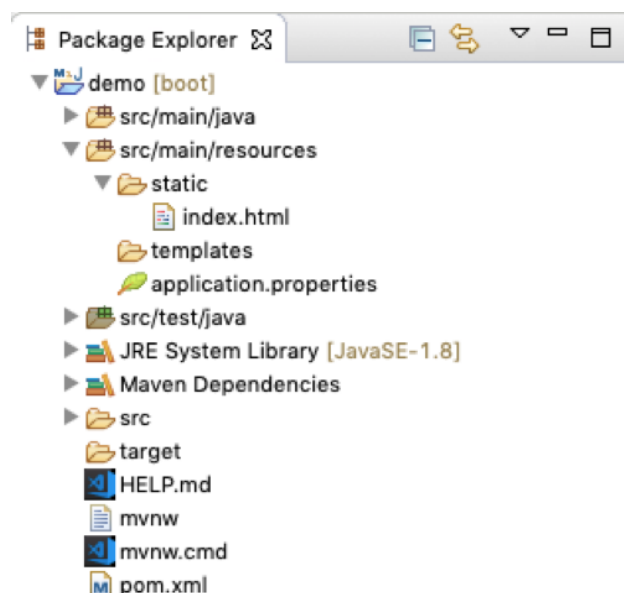 Package Explorer
demo [boot]
src/main/java
src/main/resources
static
index.html
templates
application.properties
src/test/java
JRE System Library [JavaSE-1.8]
Maven Dependencies
src
target
HELP.md
mvnw
mvnw.cmd
pom.xml